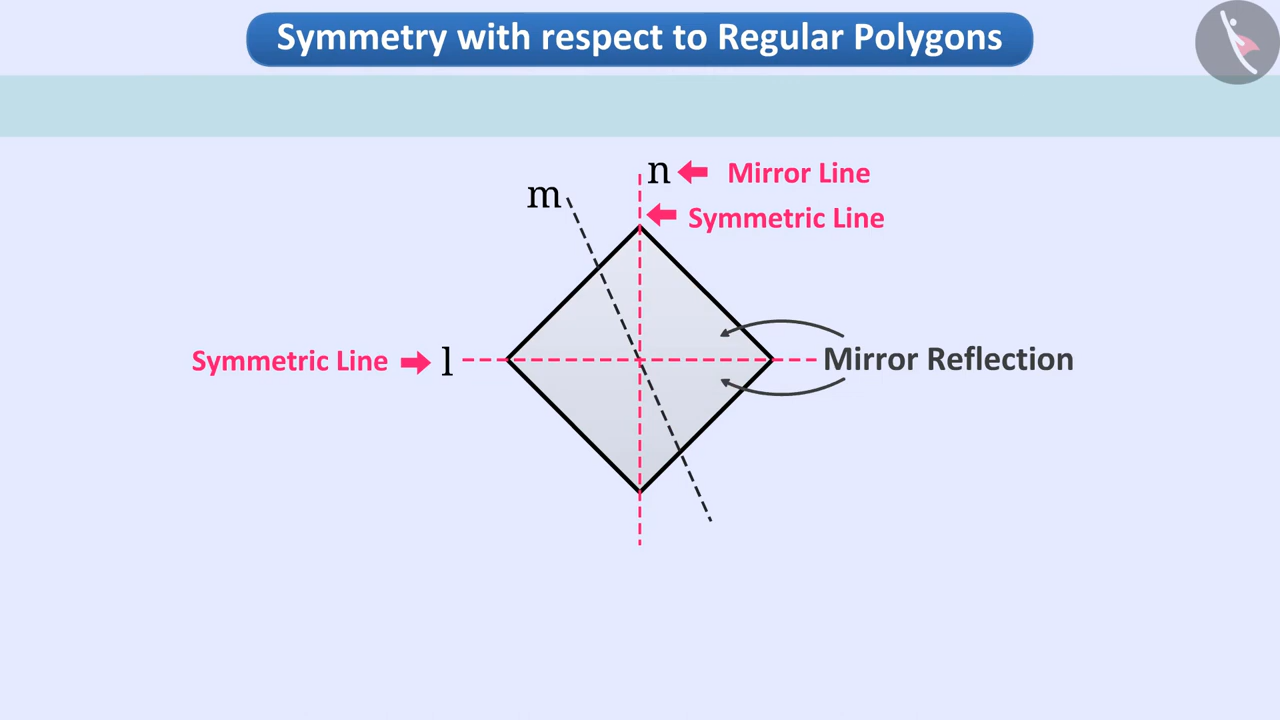 Symmetry with respect to Regular Polygons
n
Mirror Line
m
Symmetric Line
Symmetric Line
l
Mirror Reflection